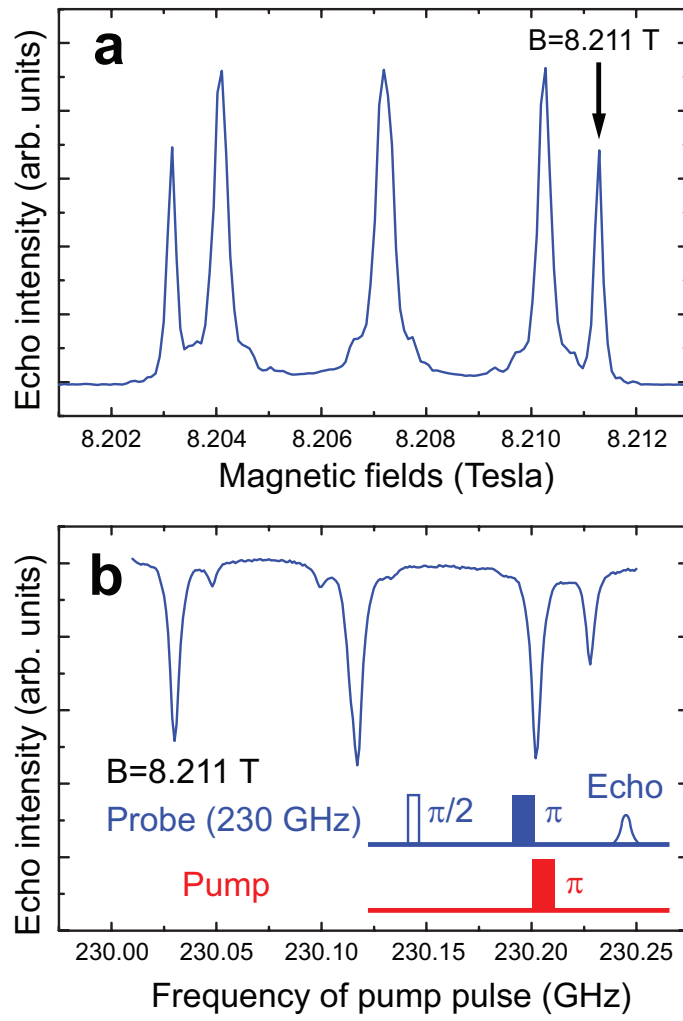 a
B=8.211 T
Echo intensity (arb. units)
8.202 8.204 8.206 8.208 8.210 8.212
Magnetic fields (Tesla)
b
Echo intensity (arb. units)
B=8.211 T
Probe (230 GHz)
π/2
π
Echo
Pump
π
230.00 230.05 230.10 230.15 230.20 230.25
Frequency of pump pulse (GHz)